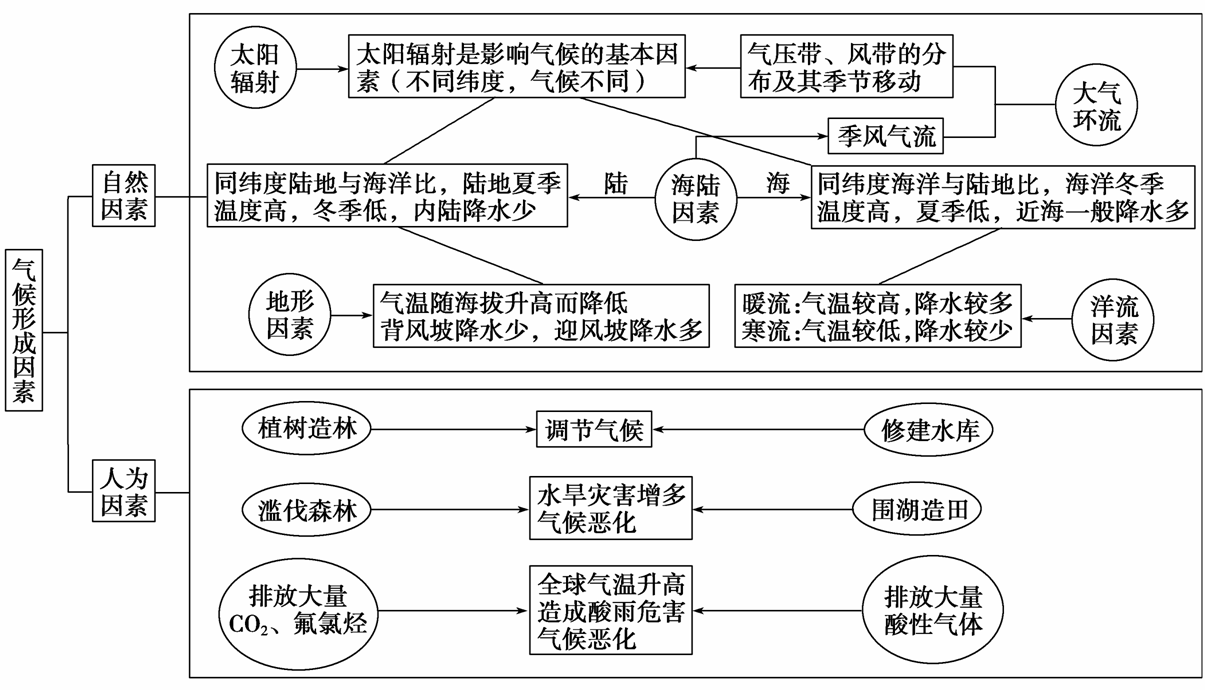 气候形成因素
自然
因素
太阳
辐射
太阳辐射是影响气候的基本因
素（不同纬度，气候不同）
气压带、风带的分
布及其季节移动
大气
环流
季风气流
同纬度陆地与海洋比，陆地夏季
温度高，冬季低，内陆降水少
陆
海陆
因素
海
同纬度海洋与陆地比，海洋冬季
温度高，夏季低，近海一般降水多
地形
因素
气温随海拔升高而降低
背风坡降水少，迎风坡降水多
暖流:气温较高,降水较多
寒流:气温较低,降水较少
洋流
因素
人为
因素
植树造林
调节气候
修建水库
滥伐森林
水旱灾害增多
气候恶化
围湖造田
排放大量
CO₂、氟氯烃
全球气温升高
造成酸雨危害
气候恶化
排放大量
酸性气体